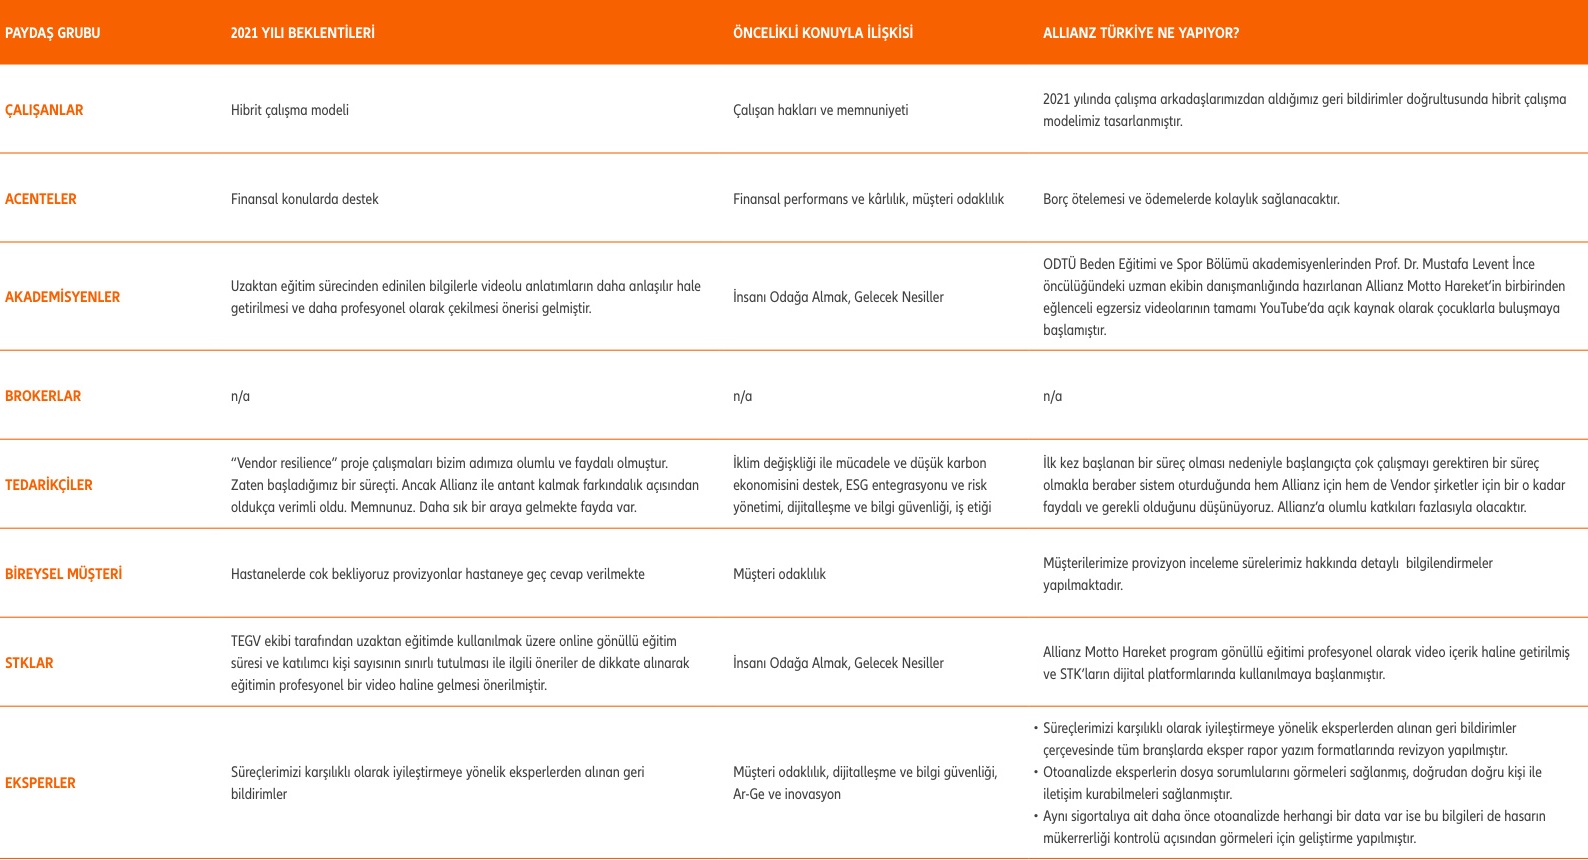 PAYDAŞ GRUBU
2021 YILI BEKLENTİLERİ
ÖNCELİKLİ KONUYLA İLİŞKİSİ
ALLIANZ TÜRKİYE NE YAPIYOR?
ÇALIŞANLAR
Hibrit çalışma modeli
Çalışan hakları ve memnuniyeti
2021 yılında çalışma arkadaşlarımızdan aldığımız geri bildirimler doğrultusunda hibrit çalışma
modelimiz tasarlanmıştır.
ACENTELER
Finansal konularda destek
Finansal performans ve kârlılık, müşteri odaklılık
Borç ötelemesi ve ödemelerde kolaylık sağlanacaktır.
AKADEMİSYENLER
Uzaktan eğitim sürecinden edinilen bilgilerle videolu anlatımların daha anlaşılır hale
getirilmesi ve daha profesyonel olarak çekilmesi önerisi gelmiştir.
İnsanı Odağa Almak, Gelecek Nesiller
ODTÜ Beden Eğitimi ve Spor Bölümü akademisyenlerinden Prof. Dr. Mustafa Levent İnce
öncülüğündeki uzman ekibin danışmanlığında hazırlanan Allianz Motto Hareket’in birbirinden
eğlenceli egzersiz videolarının tamamı YouTube’da açık kaynak olarak çocuklarla buluşmaya
başlamıştır.
BROKERLAR
n/a
n/a
n/a
TEDARİKÇİLER
“Vendor resilience” proje çalışmaları bizim adımıza olumlu ve faydalı olmuştur.
Zaten başladığımız bir süreçti. Ancak Allianz ile antant kalmak farkındalık açısından
oldukça verimli oldu. Memnunuz. Daha sık bir araya gelmekte fayda var.
İklim değişkliği ile mücadele ve düşük karbon
ekonomisini destek, ESG entegrasyonu ve risk
yönetimi, dijitalleşme ve bilgi güvenliği, iş etiği
İlk kez başlanan bir süreç olması nedeniyle başlangıçta çok çalışmayı gerektiren bir süreç
olmakla beraber sistem oturduğunda hem Allianz için hem de Vendor şirketler için bir o kadar
faydalı ve gerekli olduğunu düşünüyoruz. Allianz’a olumlu katkıları fazlasıyla olacaktır.
BİREYSEL MÜŞTERİ
Hastanelerde cok bekliyoruz provizyonlar hastaneye geç cevap verilmekte
Müşteri odaklılık
Müşterilerimize provizyon inceleme sürelerimiz hakkında detaylı bilgilendirmeler
yapılmaktadır.
STKLAR
TEGV ekibi tarafından uzaktan eğitimde kullanılmak üzere online gönüllü eğitim
süresi ve katılımcı kişi sayısının sınırlı tutulması ile ilgili öneriler de dikkate alınarak
eğitimin profesyonel bir video haline gelmesi önerilmiştir.
İnsanı Odağa Almak, Gelecek Nesiller
Allianz Motto Hareket program gönüllü eğitimi profesyonel olarak video içerik haline getirilmiş
ve STK’ların dijital platformlarında kullanılmaya başlanmıştır.
EKSPERLER
Süreçlerimizi karşılıklı olarak iyileştirmeye yönelik eksperlerden alınan geri
bildirimler
Müşteri odaklılık, dijitalleşme ve bilgi güvenliği,
Ar-Ge ve inovasyon
• Süreçlerimizi karşılıklı olarak iyileştirmeye yönelik eksperlerden alınan geri bildirimler
çerçevesinde tüm branşlarda eksper rapor yazım formatlarında revizyon yapılmıştır.
• Otoanalizde eksperlerin dosya sorumlularını görmeleri sağlanmış, doğrudan doğru kişi ile
iletişim kurabilmeleri sağlanmıştır.
• Aynı sigortalıya ait daha önce otoanalizde herhangi bir data var ise bu bilgileri de hasarın
mükerrerliği kontrolü açısından görmeleri için geliştirme yapılmıştır.